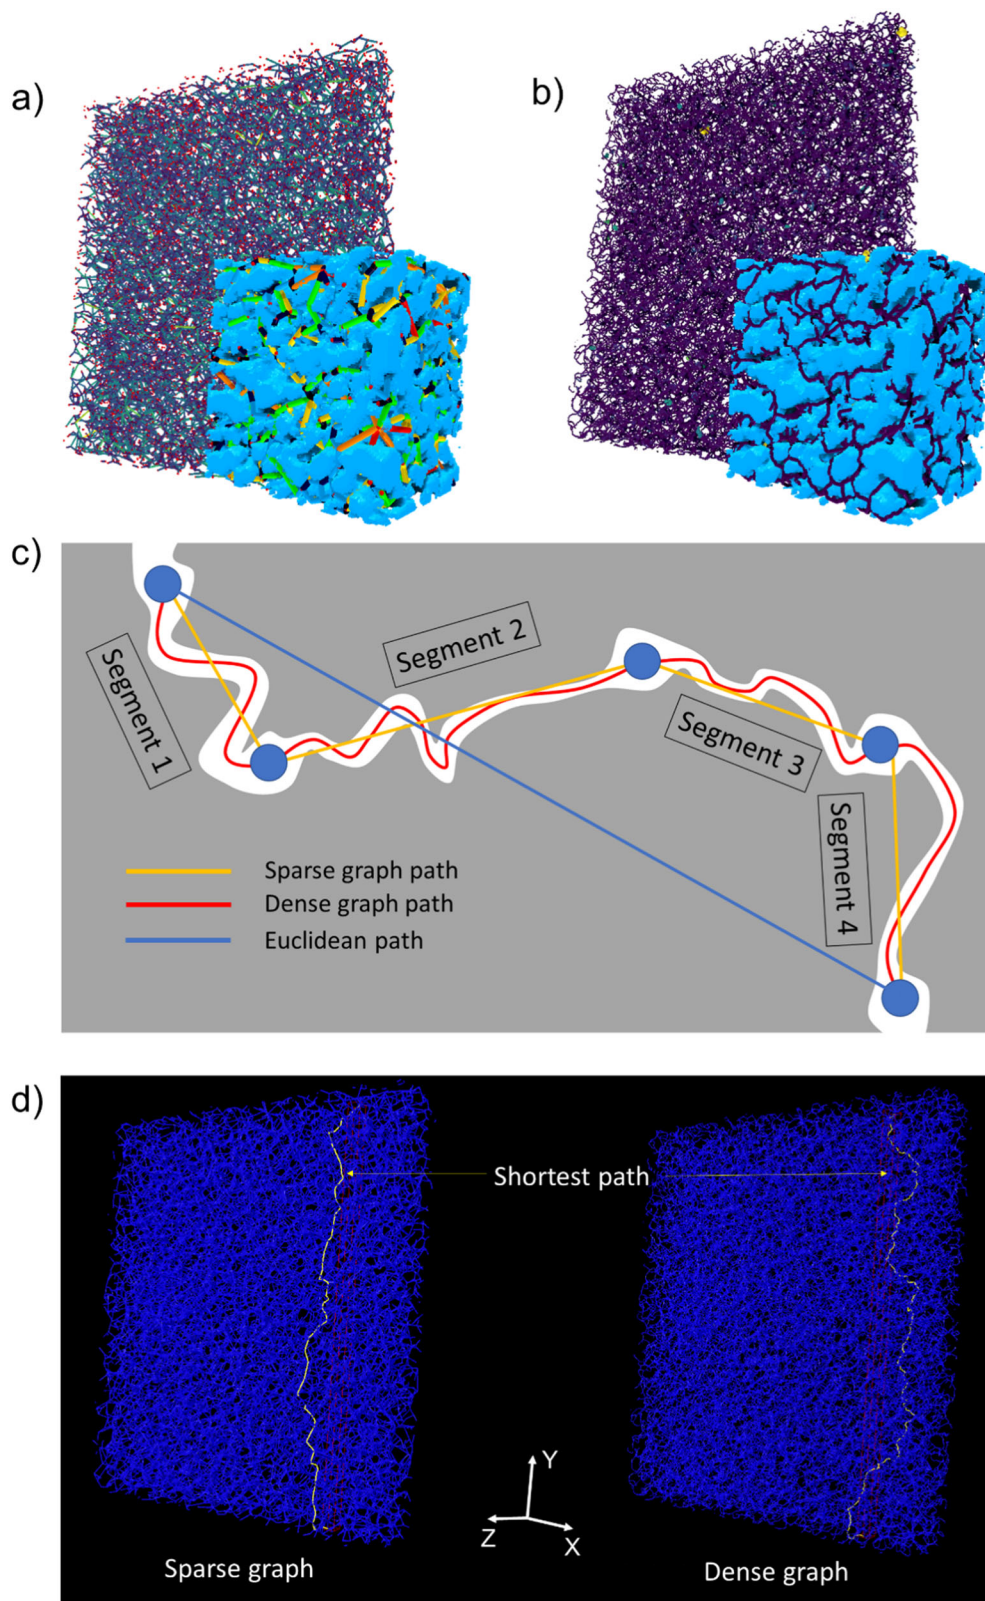 a)
b)
c)
Segment 1
Segment 2
Segment 3
Segment 4
Sparse graph path
Dense graph path
Euclidean path
d)
Shortest path
Y
Z
X
Sparse graph
Dense graph